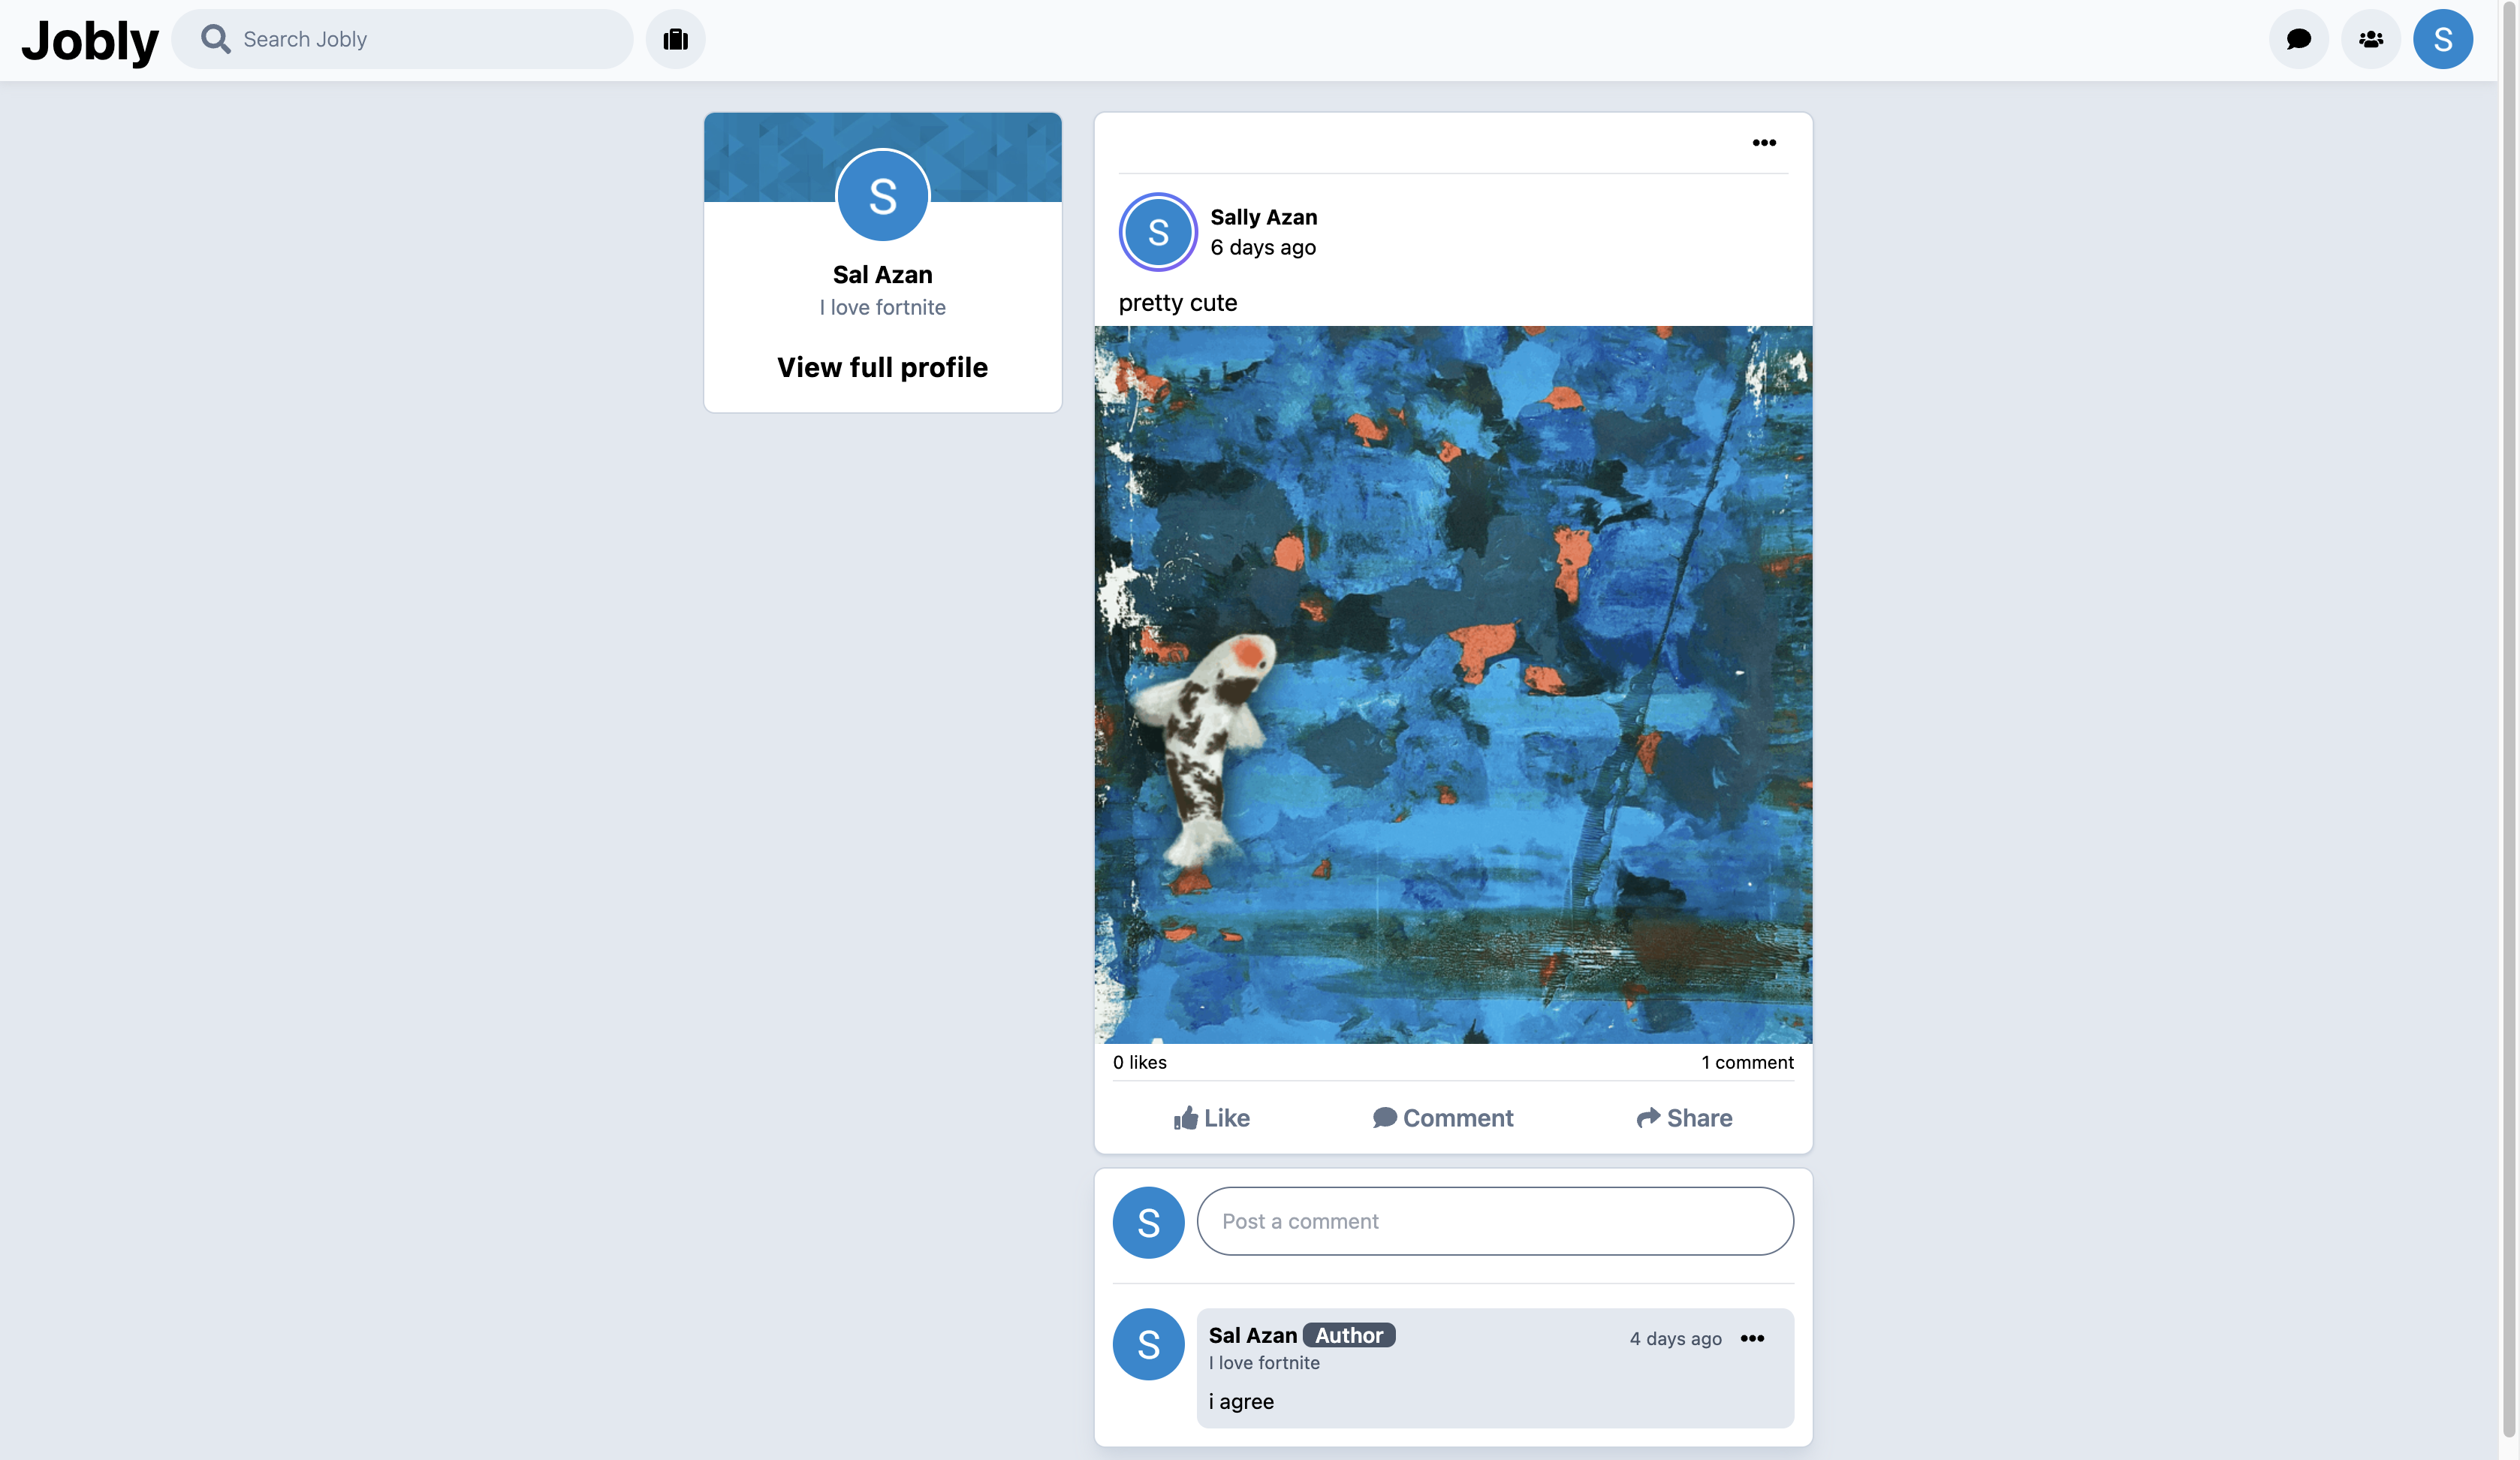 Jobly
Search Jobly
S
S
Sal Azan
I love fortnite
View full profile
S
Sally Azan
6 days ago
pretty cute
0 likes
1 comment
Like
Comment
Share
S
Post a comment
S
Sal Azan Author
4 days ago
I love fortnite
i agree